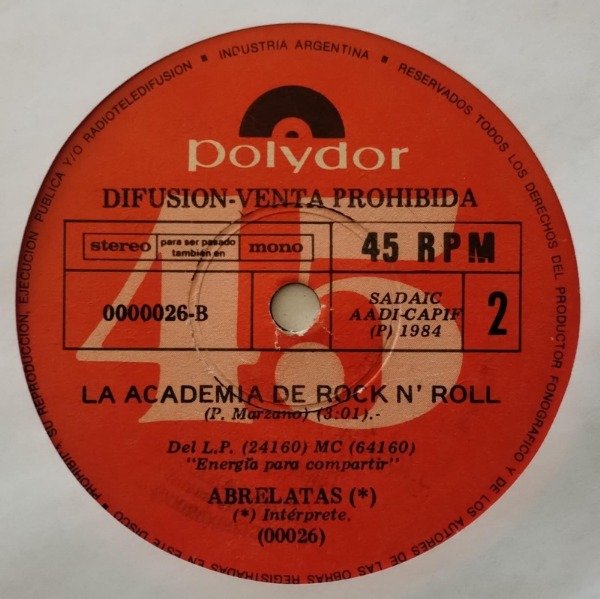 INDUSTRIA ARGENTINA ▪ RESERVADOS TODOS LOS DERECHOS DEL PRODUCTOR FONOGRAFICO Y DE LOS AUTORES DE LAS OBRAS REGISTRADAS EN ESTE DISCO ▪ PROHIBIDA SU REPRODUCCION, EJECUCION PUBLICA Y/O RADIOTELEDIFUSION ▪
polydor
DIFUSION-VENTA PROHIBIDA
45
stereo
para ser pasado
también en
mono
45 RPM
0000026-B
SADAIC
AADI-CAPIF
(P) 1984
2
LA ACADEMIA DE ROCK N' ROLL
(P. Marzano) (3:01).-
Del L.P. (24160) MC (64160)
"Energía para compartir"
ABRELATAS (*)
(*) Intérprete.
(00026)